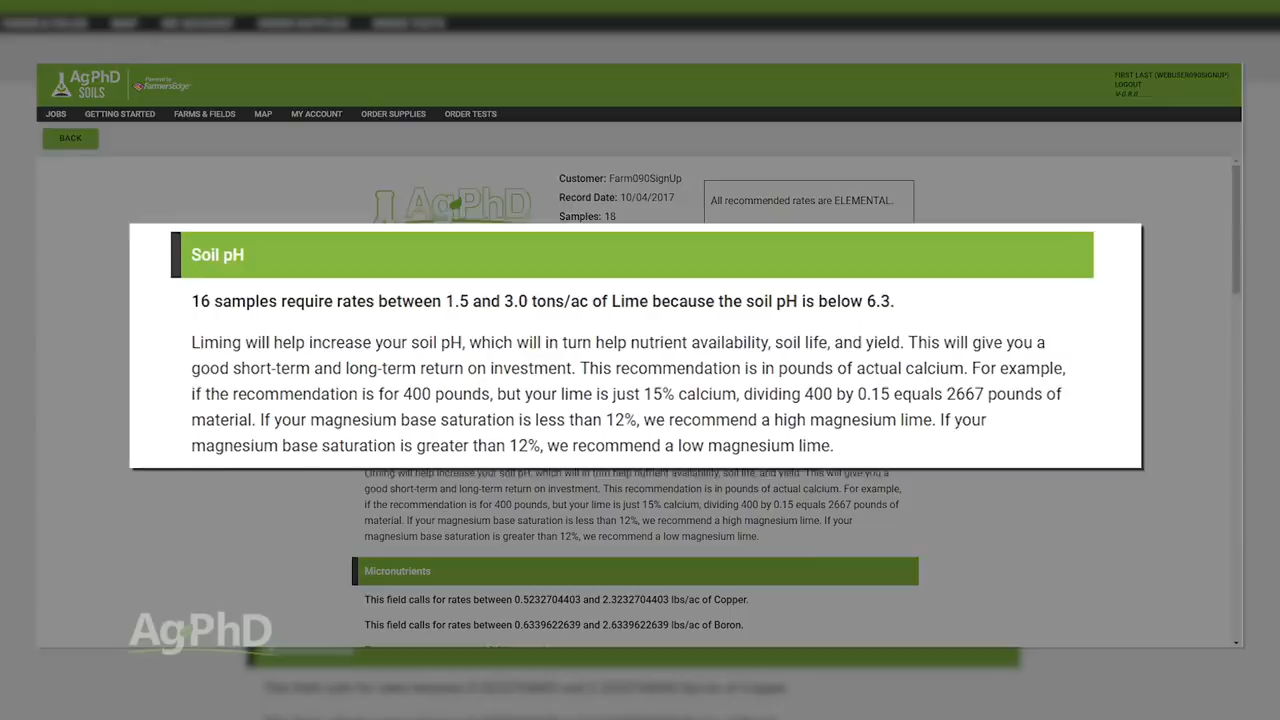 AgPhD
SOILS
Powered by
FarmersEdge
FIRST LAST (WEBUSER090SIGNUP)
LOGOUT
JOBS GETTING STARTED FARMS & FIELDS MAP MY ACCOUNT ORDER SUPPLIES ORDER TESTS
BACK
AgPhD
Customer: Farm090SignUp
Record Date: 10/04/2017
Samples: 18
All recommended rates are ELEMENTAL.
Soil pH
16 samples require rates between 1.5 and 3.0 tons/ac of Lime because the soil pH is below 6.3.
Liming will help increase your soil pH, which will in turn help nutrient availability, soil life, and yield. This will give you a
good short-term and long-term return on investment. This recommendation is in pounds of actual calcium. For example,
if the recommendation is for 400 pounds, but your lime is just 15% calcium, dividing 400 by 0.15 equals 2667 pounds of
material. If your magnesium base saturation is less than 12%, we recommend a high magnesium lime. If your
magnesium base saturation is greater than 12%, we recommend a low magnesium lime.
Liming will help increase your soil pH, which will in turn help nutrient availability, soil life, and yield. This will give you a
good short-term and long-term return on investment. This recommendation is in pounds of actual calcium. For example,
if the recommendation is for 400 pounds, but your lime is just 15% calcium, dividing 400 by 0.15 equals 2667 pounds of
material. If your magnesium base saturation is less than 12%, we recommend a high magnesium lime. If your
magnesium base saturation is greater than 12%, we recommend a low magnesium lime.
Micronutrients
This field calls for rates between 0.5232704403 and 2.3232704403 lbs/ac of Copper.
This field calls for rates between 0.6339622639 and 2.6339622639 lbs/ac of Boron.
AgPhD